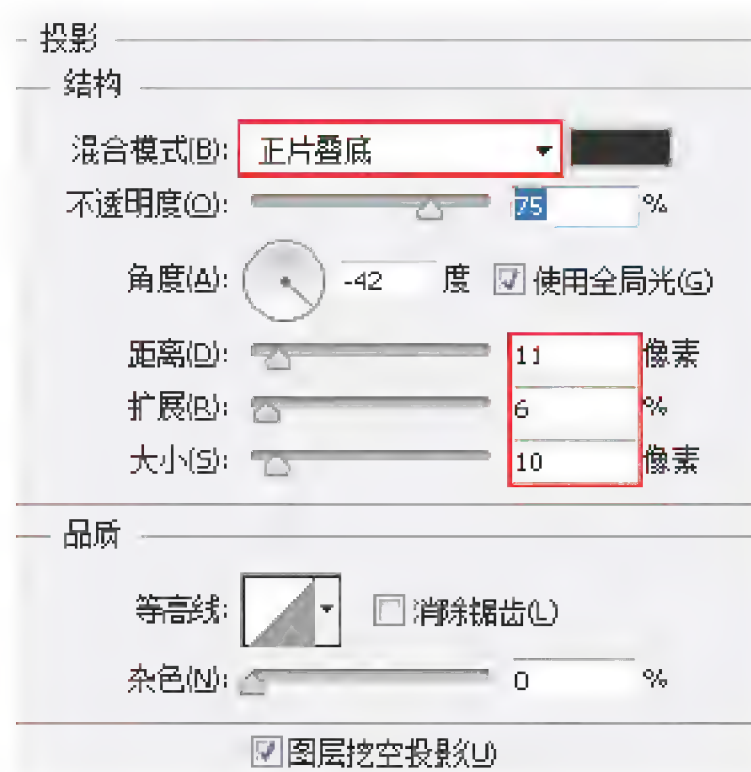 投影
结构
混合模式(B): 正片叠底
不透明度(O): 75 %
角度(A): -42 度 使用全局光(G)
距离(D): 11 像素
扩展(R): 6 %
大小(S): 10 像素
品质
等高线: 消除锯齿(L)
杂色(N): 0 %
图层挖空投影(U)